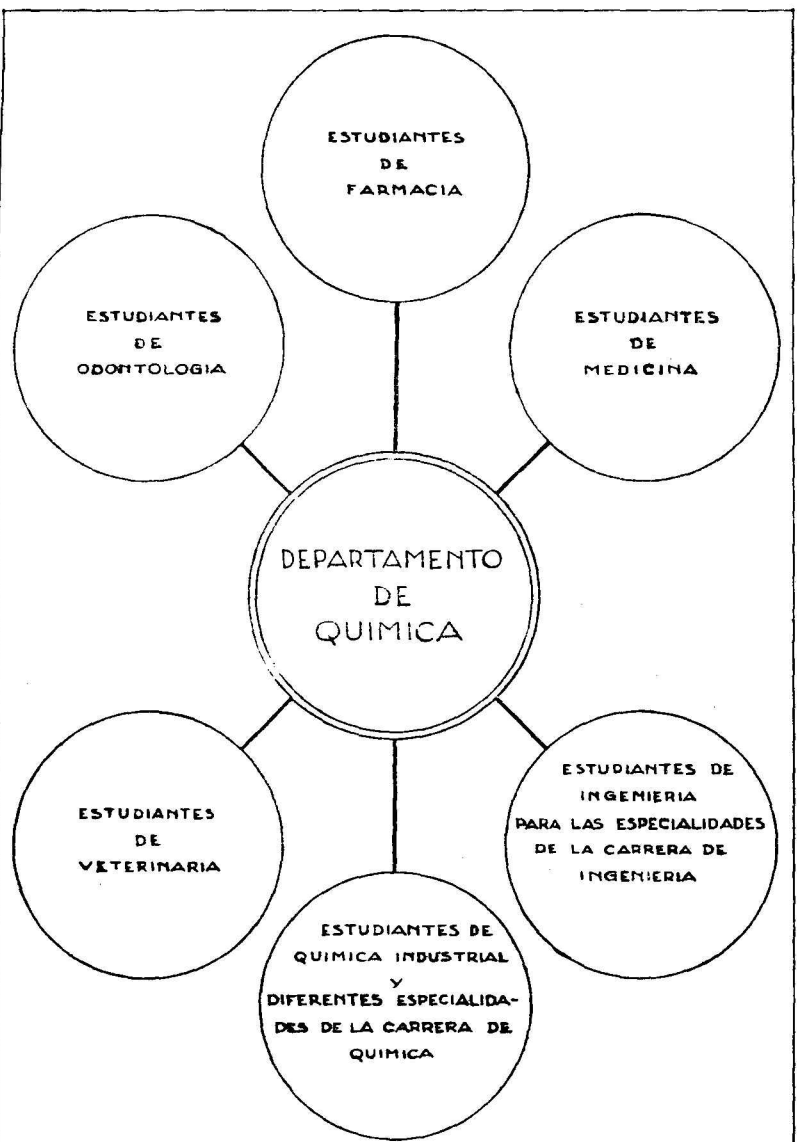 ESTUDIANTES
DE
FARMACIA
ESTUDIANTES
DE
ODONTOLOGIA
ESTUDIANTES
DE
MEDICINA
DEPARTAMENTO
DE
QUIMICA
ESTUDIANTES
DE
VETERINARIA
ESTUDIANTES DE
INGENIERIA
PARA LAS ESPECIALIDADES
DE LA CARRERA DE
INGENIERIA
ESTUDIANTES DE
QUIMICA INDUSTRIAL
Y
DIFERENTES ESPECIALIDA-
DES DE LA CARRERA DE
QUIMICA